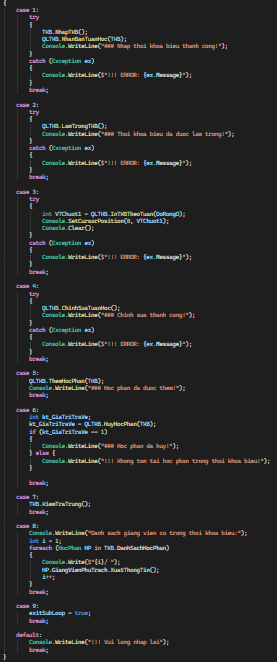 {
case 1:
try
{
TKB.NhapTKB();
QLTKB.NhanBanTuanHoc(TKB);
Console.WriteLine("### Nhap thoi khoa bieu thanh cong!");
}
catch (Exception ex)
{
Console.WriteLine($"!!! ERROR: {ex.Message}");
}
break;
case 2:
try
{
QLTKB.LamTrongTKB();
Console.WriteLine("### Thoi khoa bieu da duoc lam trong!");
}
catch (Exception ex)
{
Console.WriteLine($"!!! ERROR: {ex.Message}");
}
break;
case 3:
try
{
int VTChuot1 = QLTKB.InTKBTheoTuan(DoRongO);
Console.SetCursorPosition(0, VTChuot1);
Console.Clear();
}
catch (Exception ex)
{
Console.WriteLine($"!!! ERROR: {ex.Message}");
}
break;
case 4:
try
{
QLTKB.ChinhSuaTuanHoc();
Console.WriteLine("### Chinh sua thanh cong!");
}
catch (Exception ex)
{
Console.WriteLine($"!!! ERROR: {ex.Message}");
}
break;
case 5:
QLTKB.ThemHocPhan(TKB);
Console.WriteLine("### Hoc phan da duoc them!");
break;
case 6:
int kt_GiaTriTraVe;
kt_GiaTriTraVe = QLTKB.HuyHocPhan(TKB);
if (kt_GiaTriTraVe == 1)
{
Console.WriteLine("### Hoc phan da huy!");
} else {
Console.WriteLine("!!! Khong ton tai hoc phan trong thoi khoa bieu!");
}
break;
case 7:
TKB.KiemTraTrung();
break;
case 8:
Console.WriteLine("Danh sach giang vien co trong thoi khoa bieu:");
int i = 1;
foreach (HocPhan HP in TKB.DanhSachHocPhan)
{
Console.Write($"{i}/ ");
HP.GiangVienPhuTrach.XuatThongTin();
i++;
}
break;
case 9:
exitSubLoop = true;
break;
default:
Console.WriteLine("!!! Vui long nhap lai");
break;
}